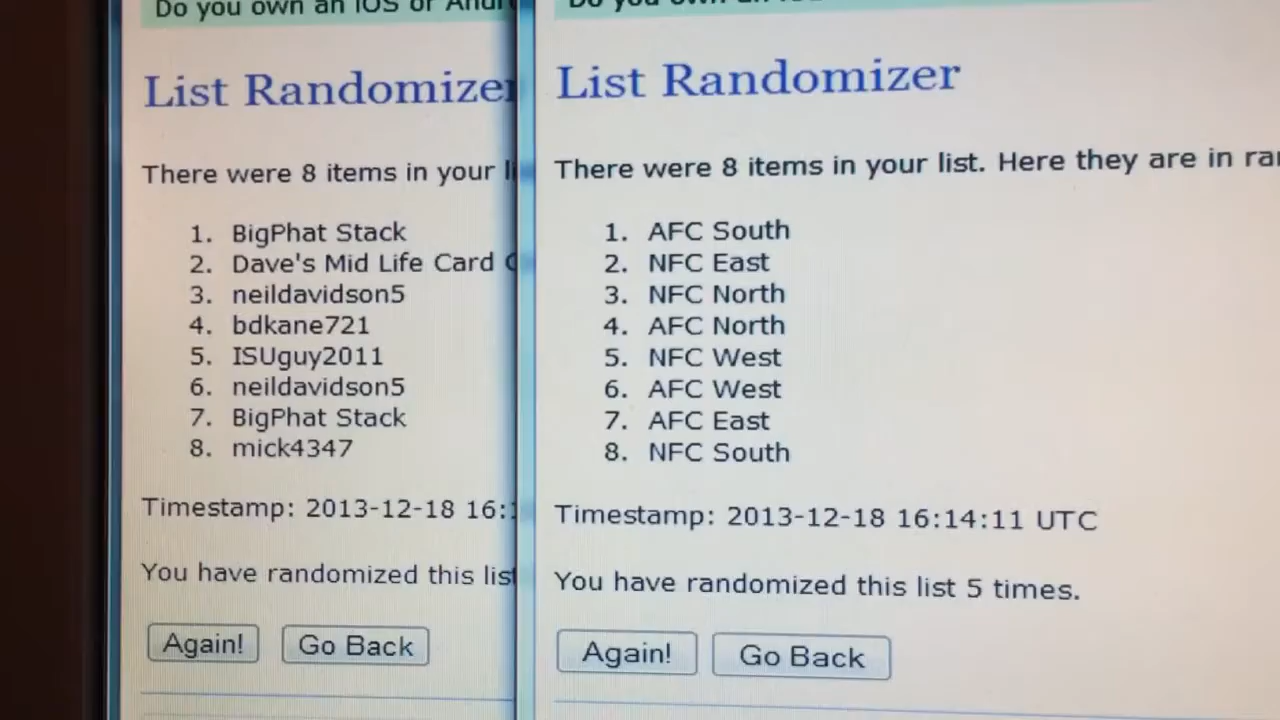 Do you own an iOS or
List Randomizer
There were 8 items in your
1. BigPhat Stack
2. Dave's Mid Life Card
3. neildavidson5
4. bdkane721
5. ISUguy2011
6. neildavidson5
7. BigPhat Stack
8. mick4347
Timestamp: 2013-12-18 16:
You have randomized this list
Again! Go Back
Do you own an
List Randomizer
There were 8 items in your list. Here they are in
1. AFC South
2. NFC East
3. NFC North
4. AFC North
5. NFC West
6. AFC West
7. AFC East
8. NFC South
Timestamp: 2013-12-18 16:14:11 UTC
You have randomized this list 5 times.
Again! Go Back